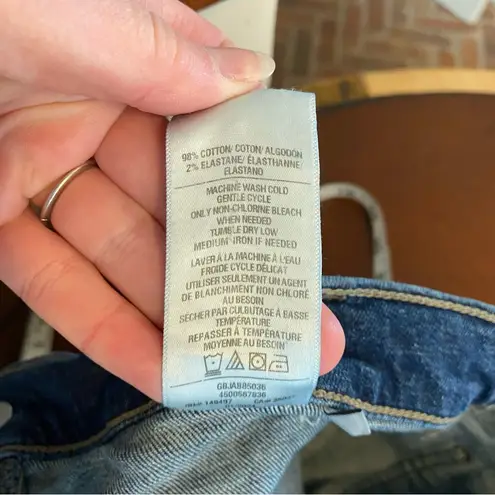 98% COTTON/ COTON/ ALGODÓN
2% ELASTANE/ ÉLASTHANNE/
ELASTANO
MACHINE WASH COLD
GENTLE CYCLE
ONLY NON-CHLORINE BLEACH
WHEN NEEDED
TUMBLE DRY LOW
MEDIUM IRON IF NEEDED
LAVER À LA MACHINE À L'EAU
FROIDE CYCLE DÉLICAT
UTILISER SEULEMENT UN AGENT
DE BLANCHIMENT NON CHLORÉ
AU BESOIN
SÉCHER PAR CULBUTAGE À BASSE
TEMPÉRATURE
REPASSER À TEMPÉRATURE
MOYENNE AU BESOIN
GBJAB85036
4500567836